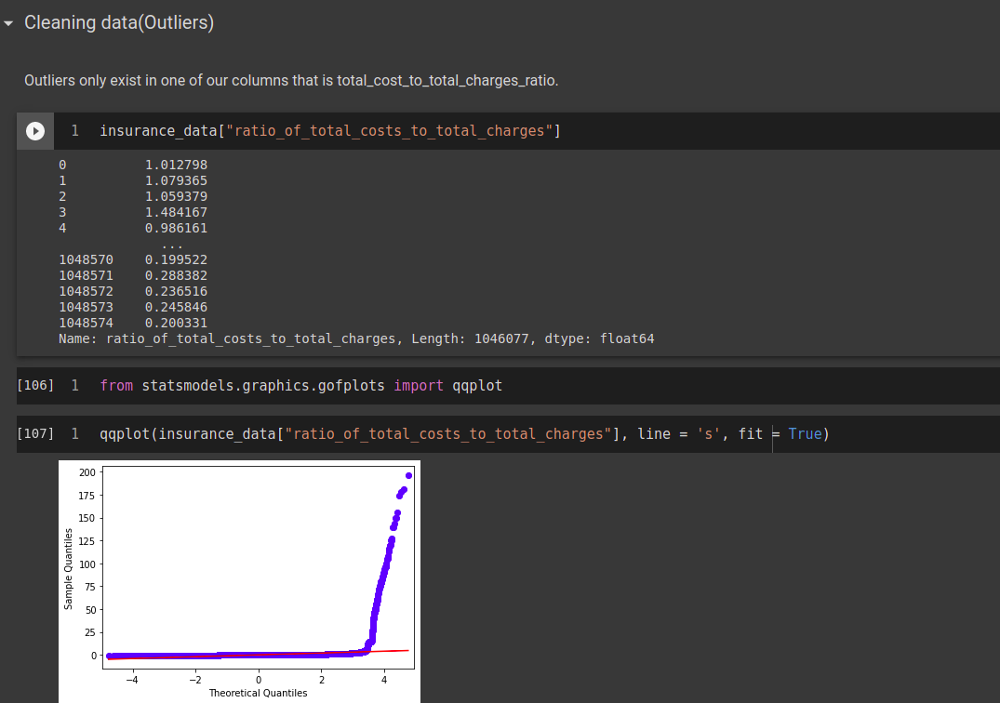 Cleaning data(Outliers)
Outliers only exist in one of our columns that is total_cost_to_total_charges_ratio.
1 insurance_data["ratio_of_total_costs_to_total_charges"]
0 1.012798
1 1.079365
2 1.059379
3 1.484167
4 0.986161
...
1048570 0.199522
1048571 0.288382
1048572 0.236516
1048573 0.245846
1048574 0.200331
Name: ratio_of_total_costs_to_total_charges, Length: 1046077, dtype: float64
[106] 1 from statsmodels.graphics.gofplots import qqplot
[107] 1 qqplot(insurance_data["ratio_of_total_costs_to_total_charges"], line = 's', fit = True)
200
175
150
125
100
75
50
25
0
Sample Quantiles
−4 −2 0 2 4
Theoretical Quantiles